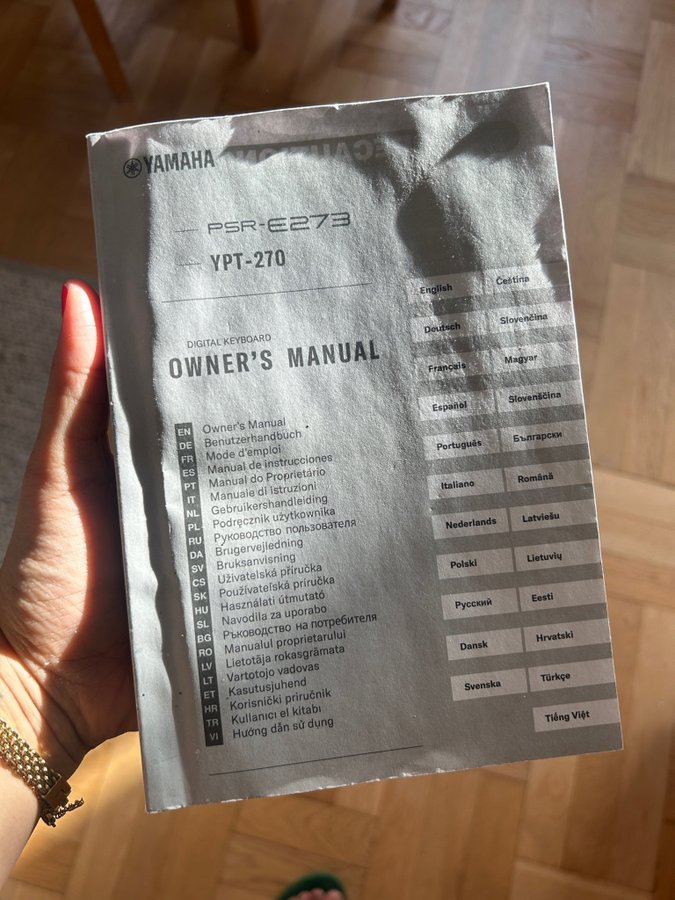 YAMAHA
PSR-E273
YPT-270
DIGITAL KEYBOARD
OWNER'S MANUAL
EN Owner's Manual
DE Benutzerhandbuch
FR Mode d'emploi
ES Manual de instrucciones
PT Manual do Proprietário
IT Manuale di istruzioni
NL Gebruikershandleiding
PL Podręcznik użytkownika
RU Руководство пользователя
DA Brugervejledning
SV Bruksanvisning
CS Uživatelská příručka
SK Používateľská príručka
HU Használati útmutató
SL Navodila za uporabo
BG Ръководство на потребителя
RO Manualul proprietarului
LV Lietotāja rokasgrāmata
LT Vartotojo vadovas
ET Kasutusjuhend
HR Korisnički priručnik
TR Kullanıcı el kitabı
VI Hướng dẫn sử dụng
English
Čeština
Deutsch
Slovenčina
Français
Magyar
Español
Slovenščina
Português
Български
Italiano
Română
Nederlands
Latviešu
Polski
Lietuvių
Русский
Eesti
Dansk
Hrvatski
Svenska
Türkçe
Tiếng Việt